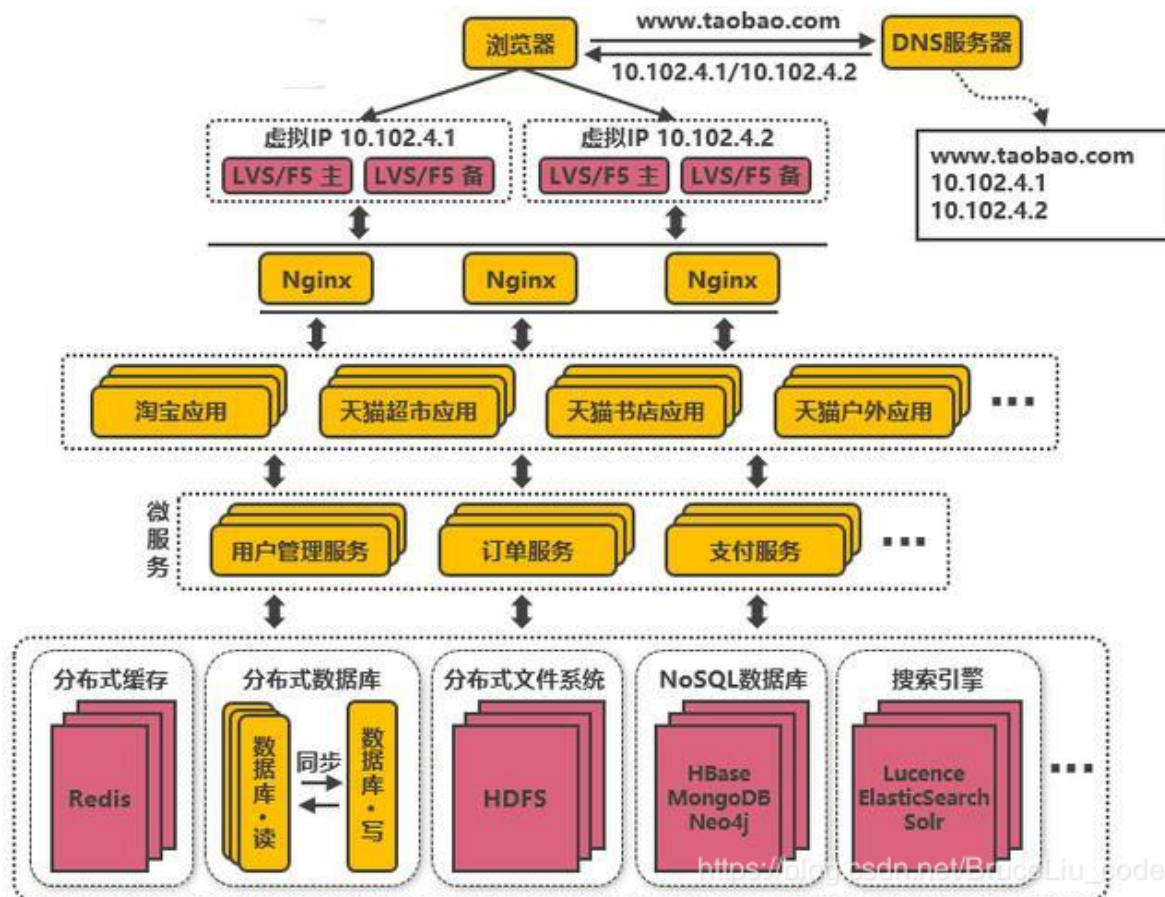 www.taobao.com
浏览器
DNS服务器
10.102.4.1/10.102.4.2
虚拟IP 10.102.4.1
虚拟IP 10.102.4.2
LVS/F5 主
LVS/F5 备
LVS/F5 主
LVS/F5 备
www.taobao.com
10.102.4.1
10.102.4.2
Nginx
Nginx
Nginx
淘宝应用
天猫超市应用
天猫书店应用
天猫户外应用
微服务
用户管理服务
订单服务
支付服务
分布式缓存
分布式数据库
分布式文件系统
NoSQL数据库
搜索引擎
Redis
数据库·读
同步
数据库·写
HDFS
HBase
MongoDB
Neo4j
Lucence
ElasticSearch
Solr
https://blog.csdn.net/BruceLiu_code